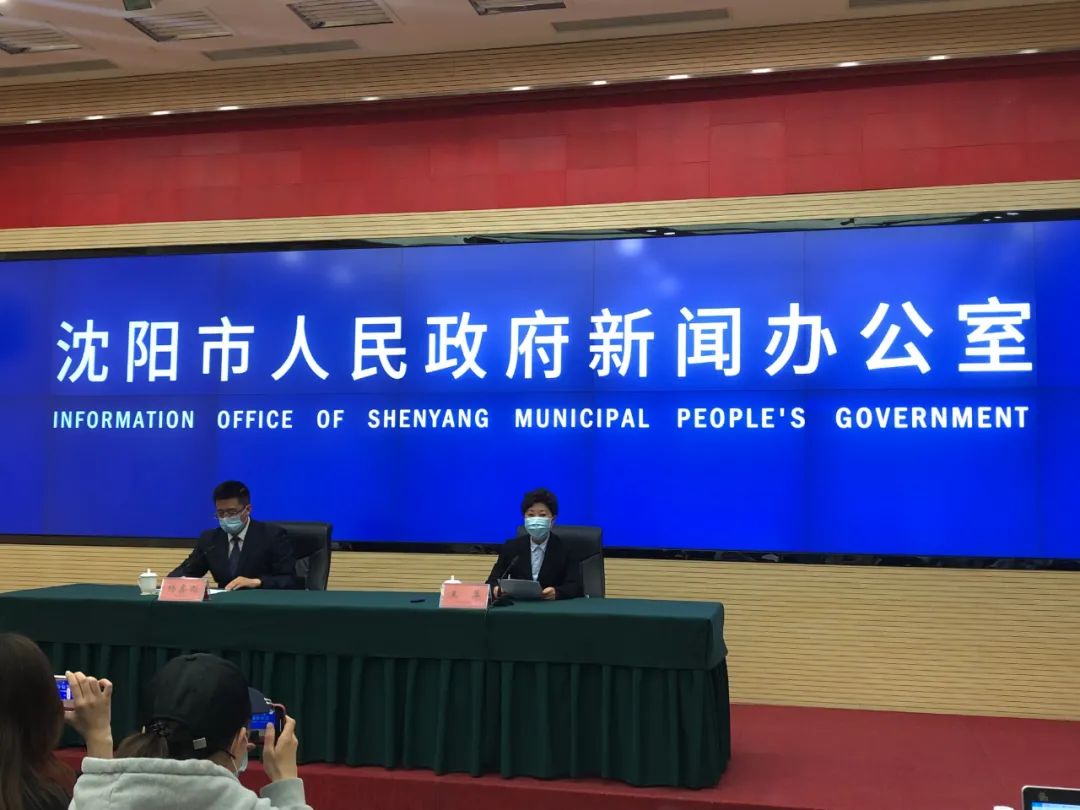 沈阳市人民政府新闻办公室
INFORMATION OFFICE OF SHENYANG MUNICIPAL PEOPLE'S GOVERNMENT